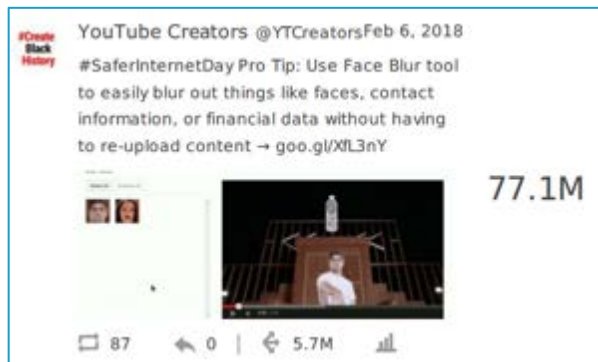 #Create
Black
History
YouTube Creators @YTCreatorsFeb 6, 2018
#SaferInternetDay Pro Tip: Use Face Blur tool
to easily blur out things like faces, contact
information, or financial data without having
to re-upload content → goo.gl/XfL3nY
77.1M
87 0 | 5.7M